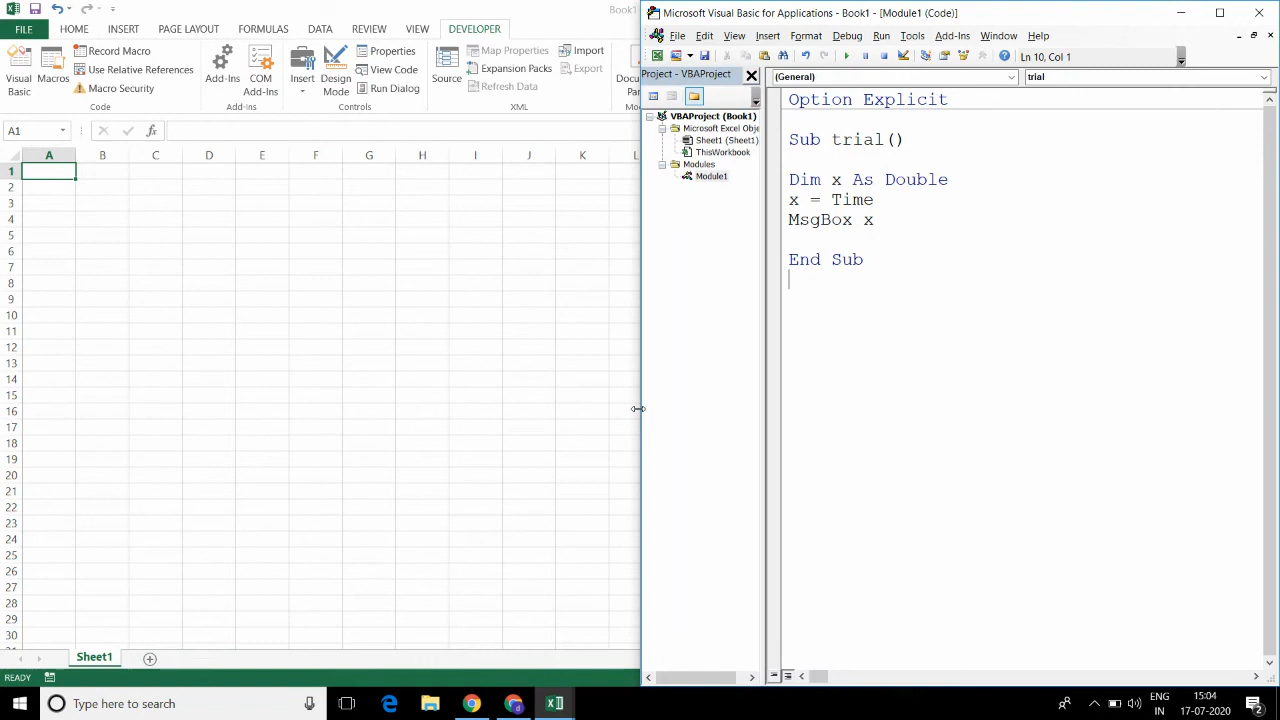 Book1
FILE HOME INSERT PAGE LAYOUT FORMULAS DATA REVIEW VIEW DEVELOPER
Visual Basic
Macros
Record Macro
Use Relative References
Macro Security
Code
Add-Ins
COM Add-Ins
Add-Ins
Insert
Design Mode
Properties
View Code
Run Dialog
Controls
Source
Map Properties
Expansion Packs
Refresh Data
Import
Export
XML
A1
A B C D E F G H I J K L
1
2
3
4
5
6
7
8
9
10
11
12
13
14
15
16
17
18
19
20
21
22
23
24
25
26
27
28
29
30
Sheet1
READY
Microsoft Visual Basic for Applications - Book1 - [Module1 (Code)]
File Edit View Insert Format Debug Run Tools Add-Ins Window Help
Ln 10, Col 1
Project - VBAProject
VBAProject (Book1)
Microsoft Excel Obje
Sheet1 (Sheet1)
ThisWorkbook
Modules
Module1
(General) trial
Option Explicit
Sub trial()
Dim x As Double
x = Time
MsgBox x
End Sub
Type here to search
ENG
IN
15:04
17-07-2020
2